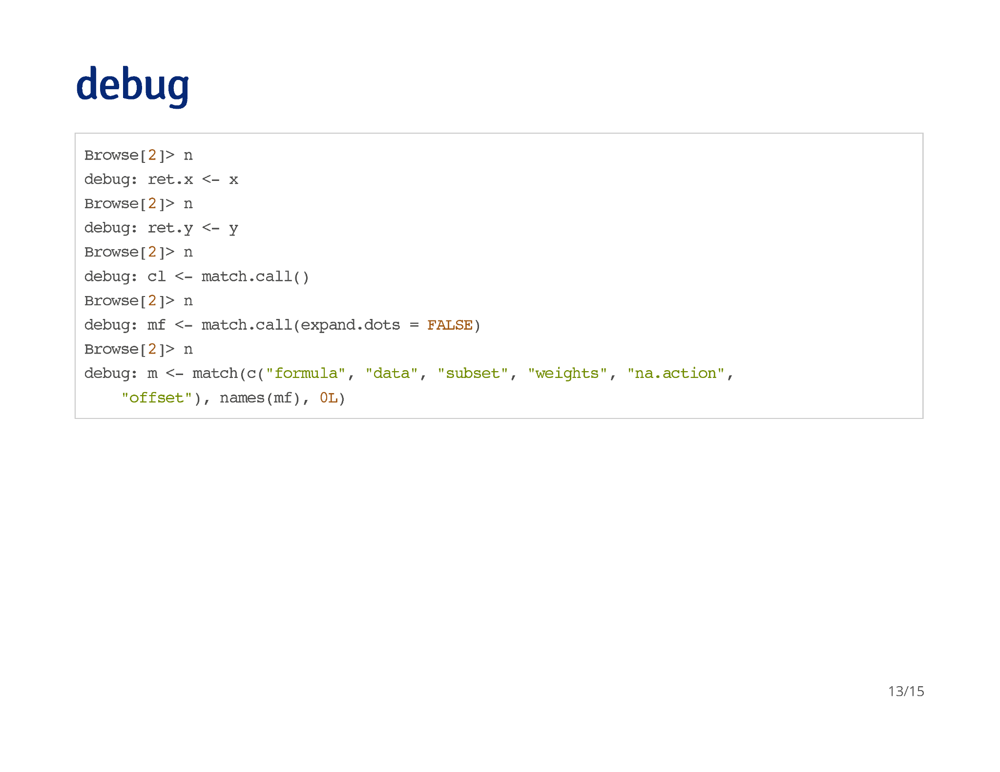 debug
Browse[2]> n
debug: ret.x <- x
Browse[2]> n
debug: ret.y <- y
Browse[2]> n
debug: cl <- match.call()
Browse[2]> n
debug: mf <- match.call(expand.dots = FALSE)
Browse[2]> n
debug: m <- match(c("formula", "data", "subset", "weights", "na.action",
    "offset"), names(mf), 0L)
13/15